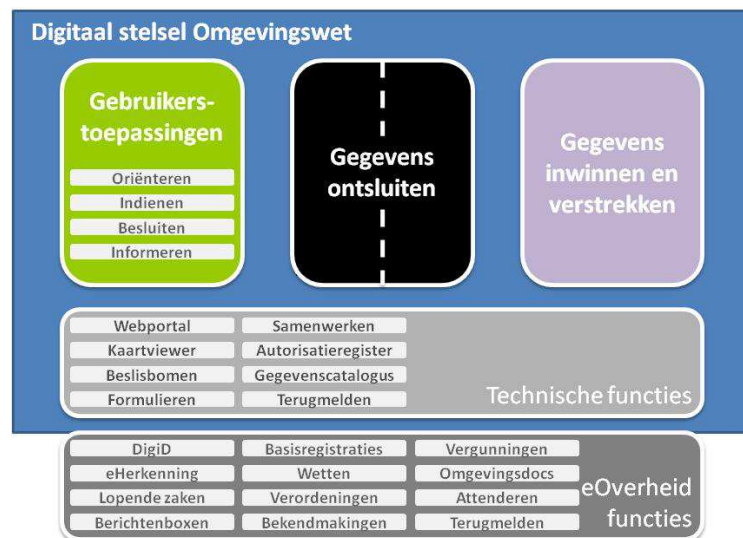 Digitaal stelsel Omgevingswet
Gebruikers-
toepassingen
Oriënteren
Indienen
Besluiten
Informeren
Gegevens
ontsluiten
Gegevens
inwinnen en
verstrekken
Webportal
Kaartviewer
Beslisbomen
Formulieren
Samenwerken
Autorisatieregister
Gegevenscatalogus
Terugmelden
Technische functies
DigiD
eHerkenning
Lopende zaken
Berichtenboxen
Basisregistraties
Wetten
Verordeningen
Bekendmakingen
Vergunningen
Omgevingsdocs
Attenderen
Terugmelden
eOverheid
functies